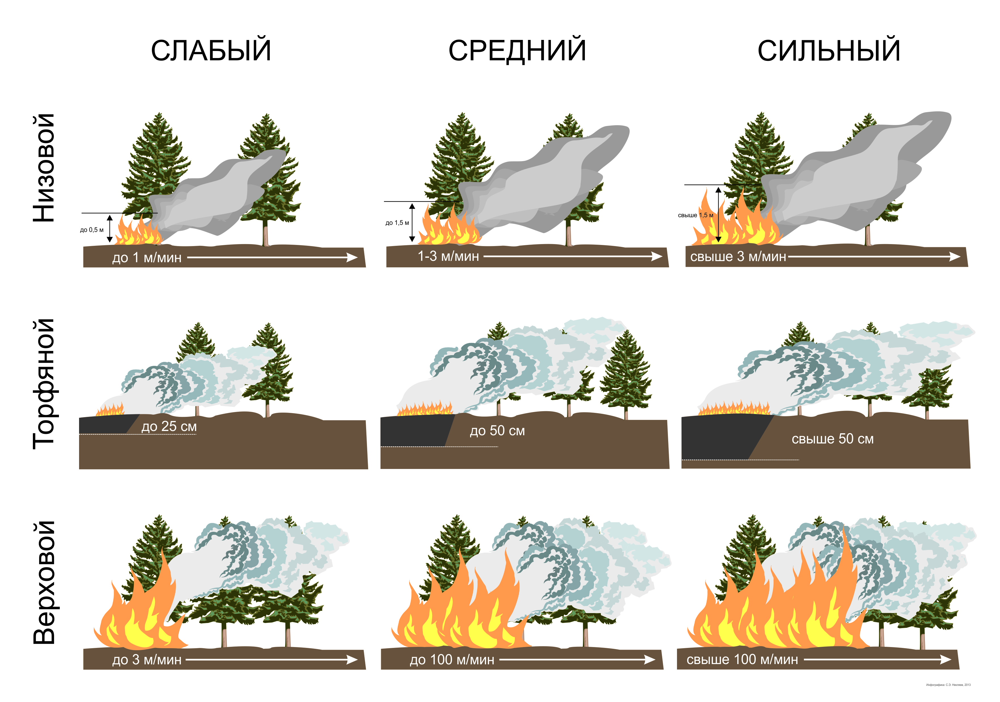 СЛАБЫЙ
СРЕДНИЙ
СИЛЬНЫЙ
Низовой
до 0,5 м
до 1 м/мин
до 1,5 м
1-3 м/мин
свыше 1,5 м
свыше 3 м/мин
Торфяной
до 25 см
до 50 см
свыше 50 см
Верховой
до 3 м/мин
до 100 м/мин
свыше 100 м/мин
Инфографика: С.Э. Некляев, 2013